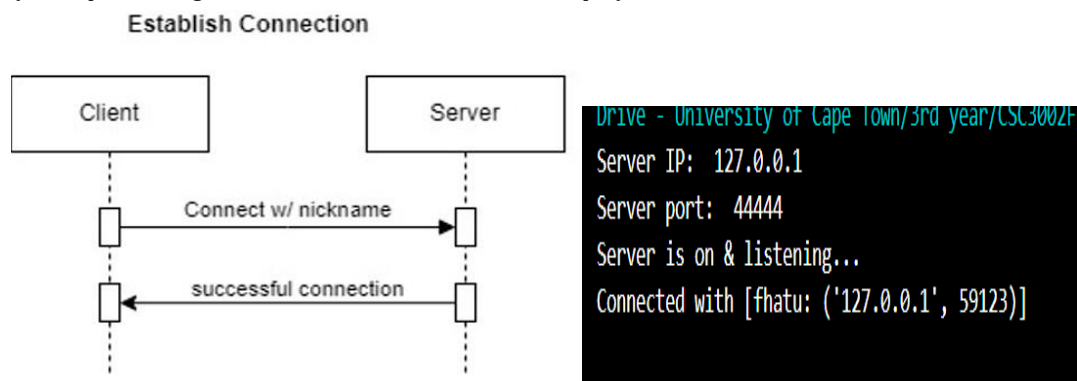 Establish Connection
Client
Server
Connect w/ nickname
successful connection
Drive - University of Cape Town/3rd year/CSC3002F
Server IP: 127.0.0.1
Server port: 44444
Server is on & listening...
Connected with [fhatu: ('127.0.0.1', 59123)]